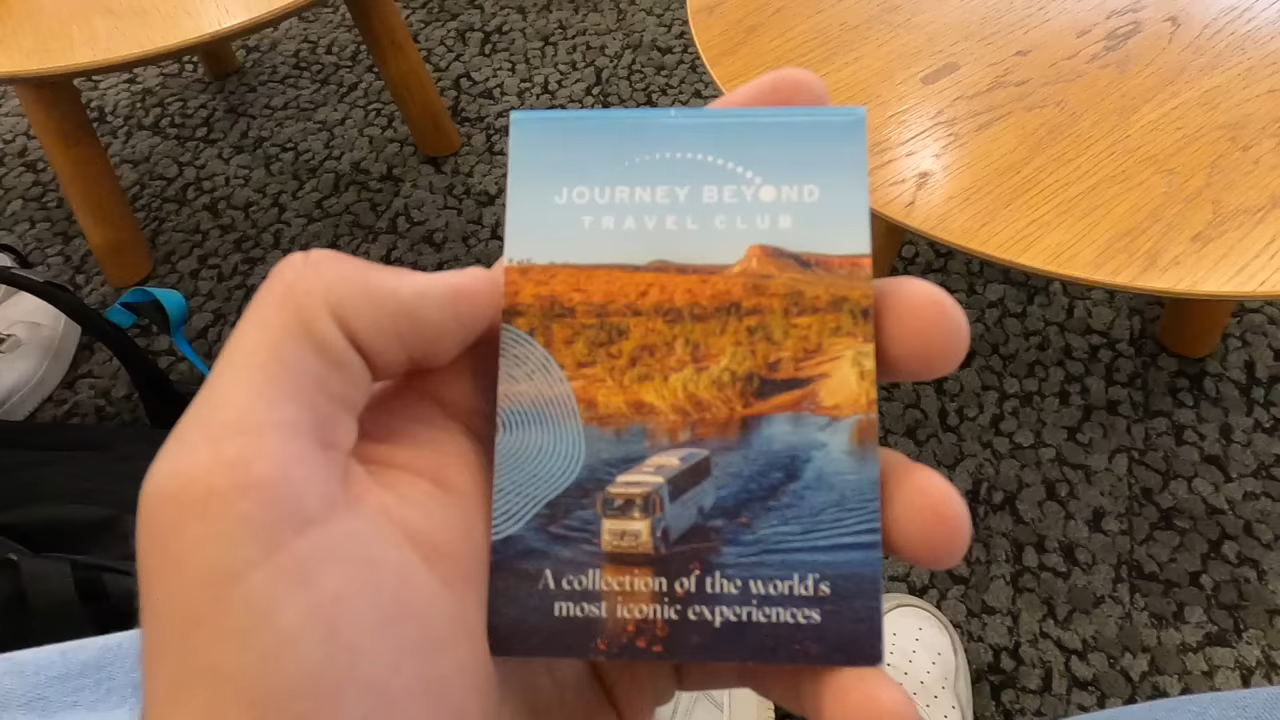 JOURNEY BEYOND
TRAVEL CLUB
A collection of the world's
most iconic experiences